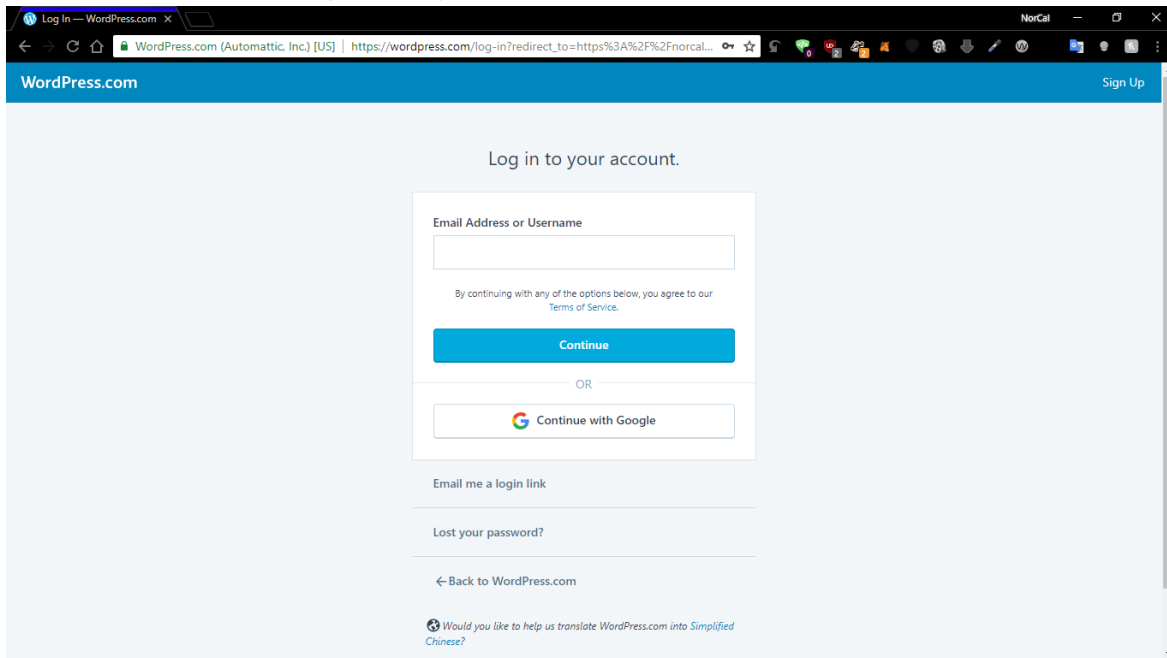 Log In — WordPress.com
NorCal
WordPress.com (Automattic, Inc.) [US] | https://wordpress.com/log-in?redirect_to=https%3A%2F%2Fnorcal...
0
2
2
WordPress.com
Sign Up
Log in to your account.
Email Address or Username
By continuing with any of the options below, you agree to our
Terms of Service.
Continue
OR
Continue with Google
Email me a login link
Lost your password?
←Back to WordPress.com
Would you like to help us translate WordPress.com into Simplified
Chinese?